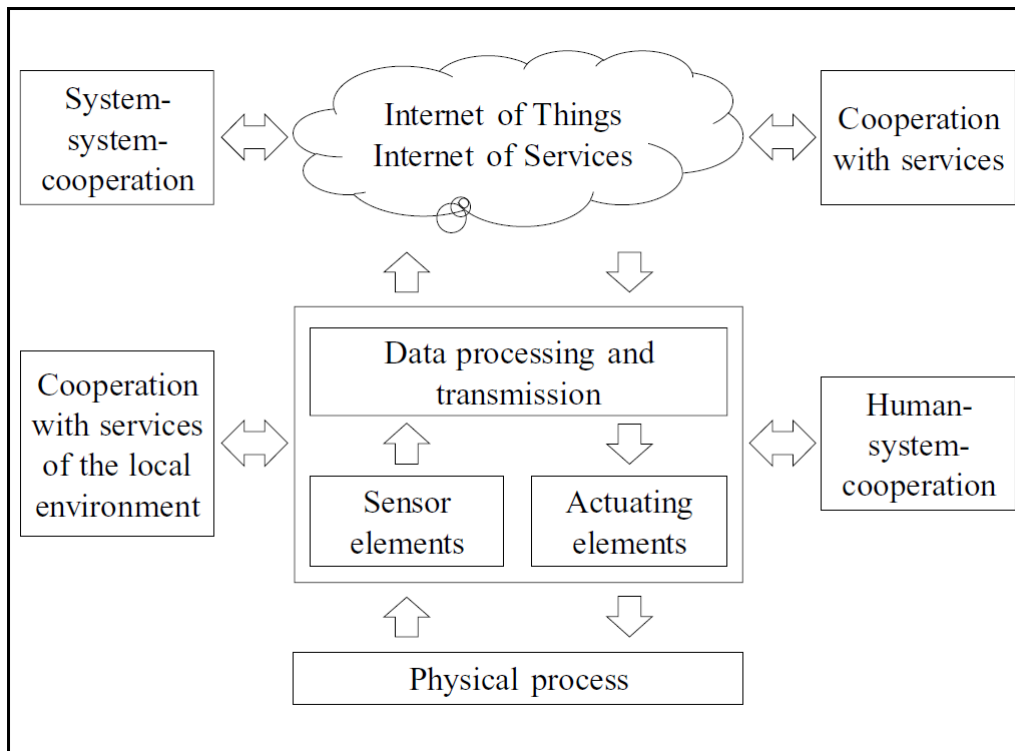 System-
system-
cooperation
Internet of Things
Internet of Services
Cooperation
with services
Data processing and
transmission
Cooperation
with services
of the local
environment
Human-
system-
cooperation
Sensor
elements
Actuating
elements
Physical process